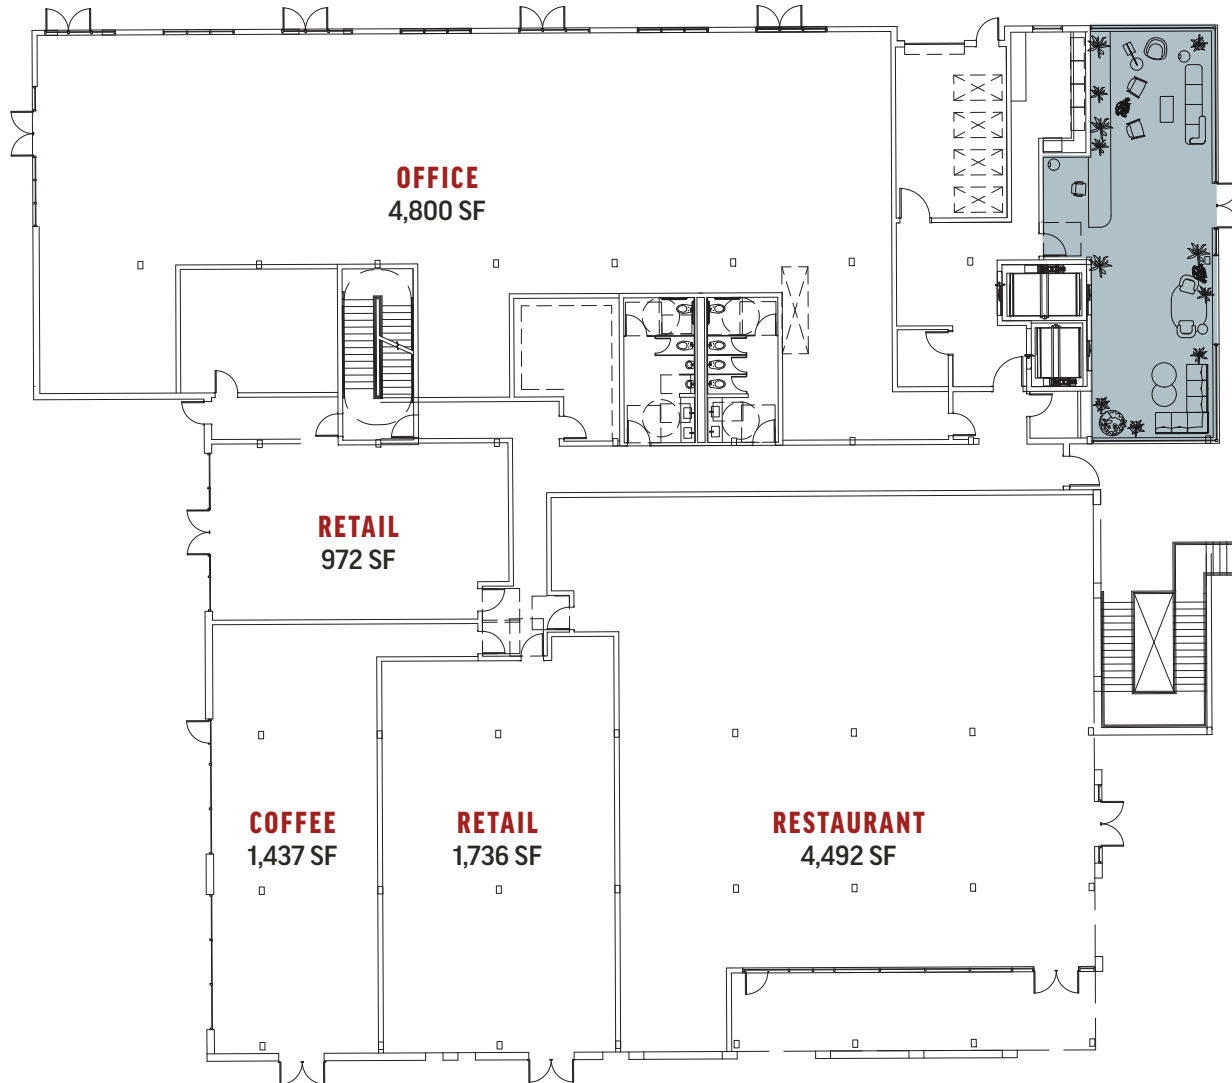 OFFICE
4,800 SF
RETAIL
972 SF
COFFEE
1,437 SF
RETAIL
1,736 SF
RESTAURANT
4,492 SF